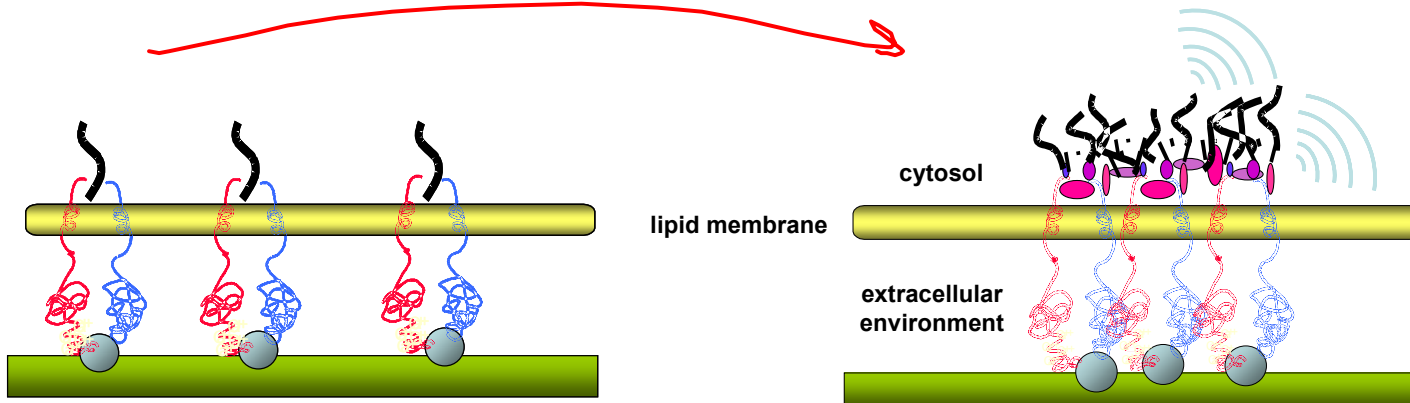 cytosol
lipid membrane
extracellular
environment